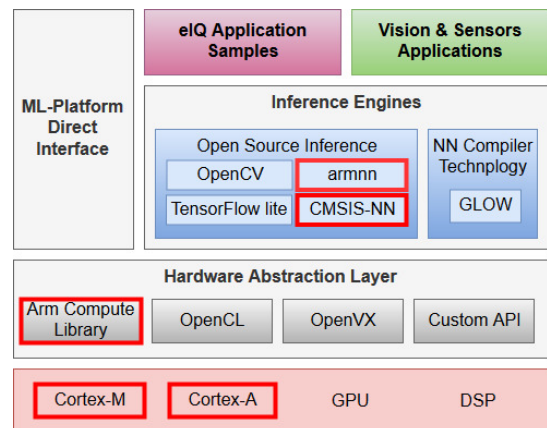 eIQ Application
Samples
Vision & Sensors
Applications
ML-Platform
Direct
Interface
Inference Engines
Open Source Inference
OpenCV
armnn
TensorFlow lite
CMSIS-NN
NN Compiler
Technplogy
GLOW
Hardware Abstraction Layer
Arm Compute
Library
OpenCL
OpenVX
Custom API
Cortex-M
Cortex-A
GPU
DSP